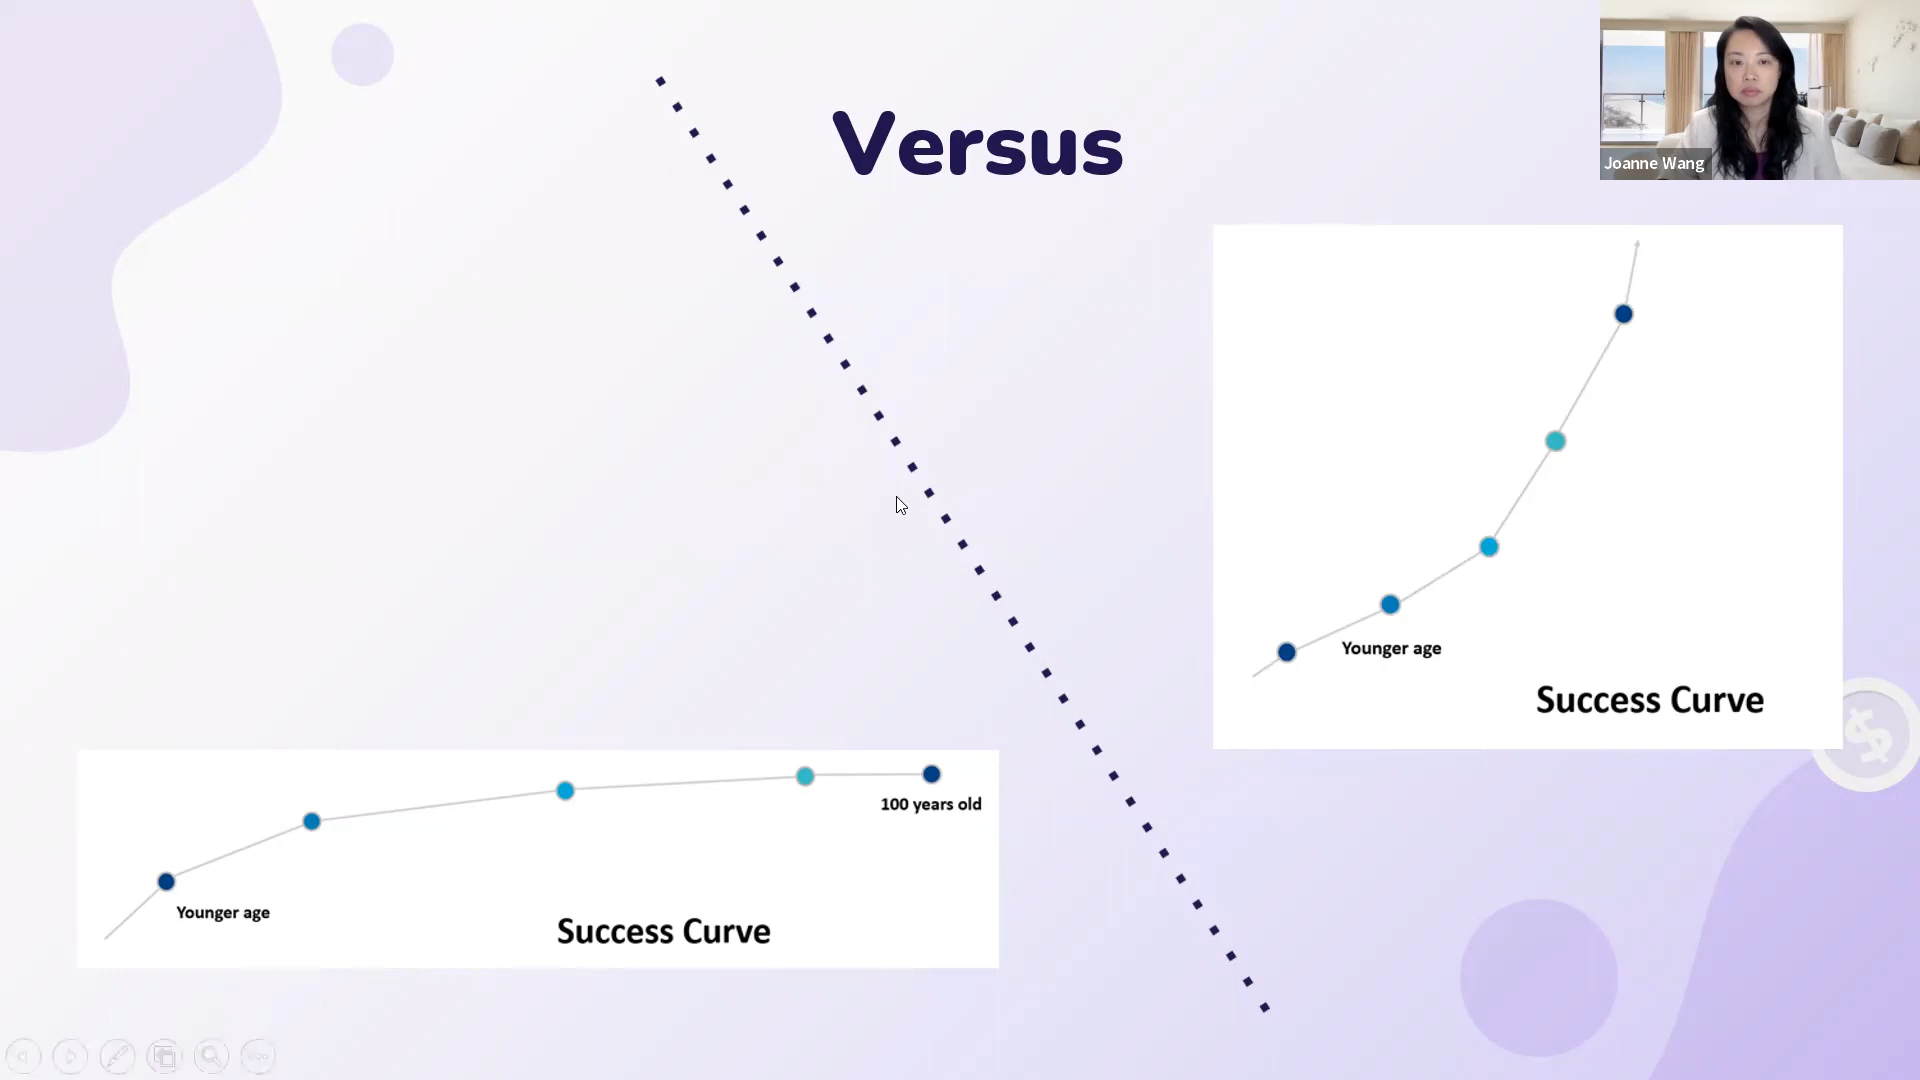 Versus
Joanne Wang
Younger age
Success Curve
$
100 years old
Younger age
Success Curve